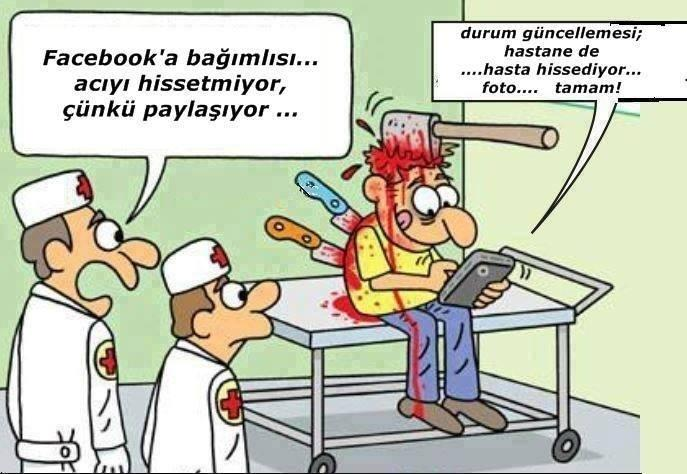 Facebook'a bağımlısı...
acıyı hissetmiyor,
çünkü paylaşıyor ...
durum güncellemesi;
hastane de
....hasta hissediyor...
foto.... tamam!